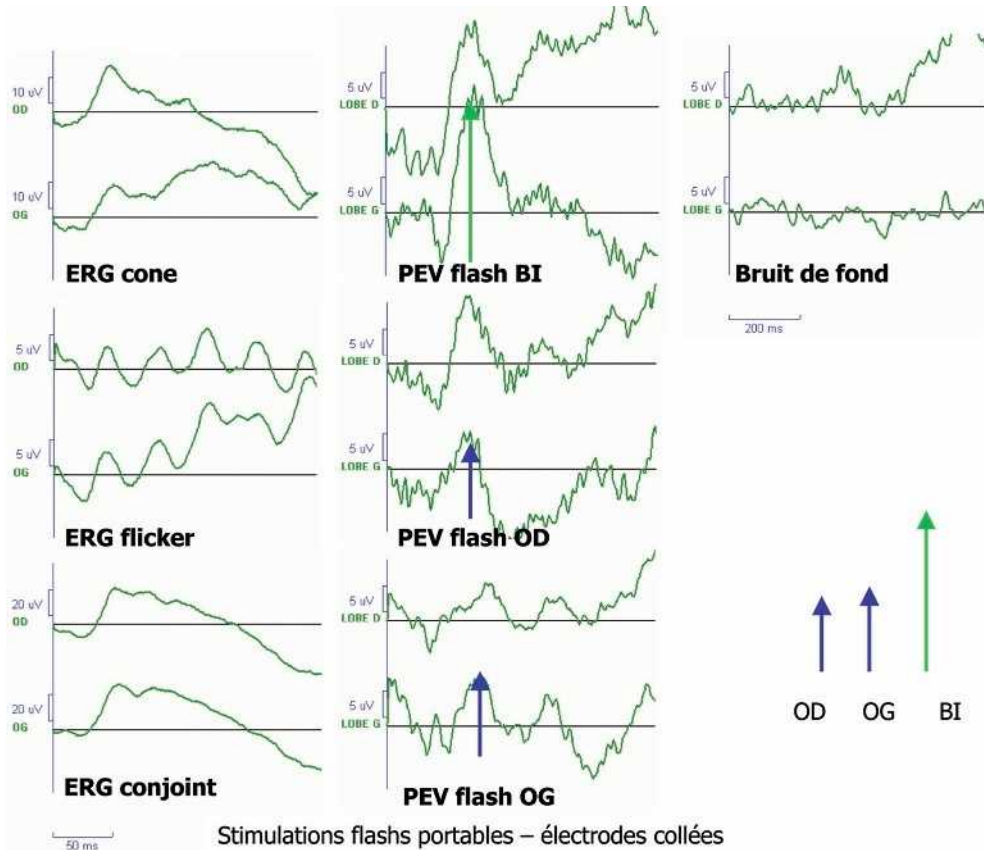 10 uV
OD
10 uV
OG
ERG cone
5 uV
LOBE D
5 uV
LOBE G
PEV flash BI
5 uV
LOBE D
5 uV
LOBE G
Bruit de fond
200 ms
5 uV
OD
5 uV
OG
ERG flicker
5 uV
LOBE D
5 uV
LOBE G
PEV flash OD
20 uV
OD
20 uV
OG
ERG conjoint
5 uV
LOBE D
5 uV
LOBE G
PEV flash OG
OD OG BI
50 ms
Stimulations flashs portables – électrodes collées